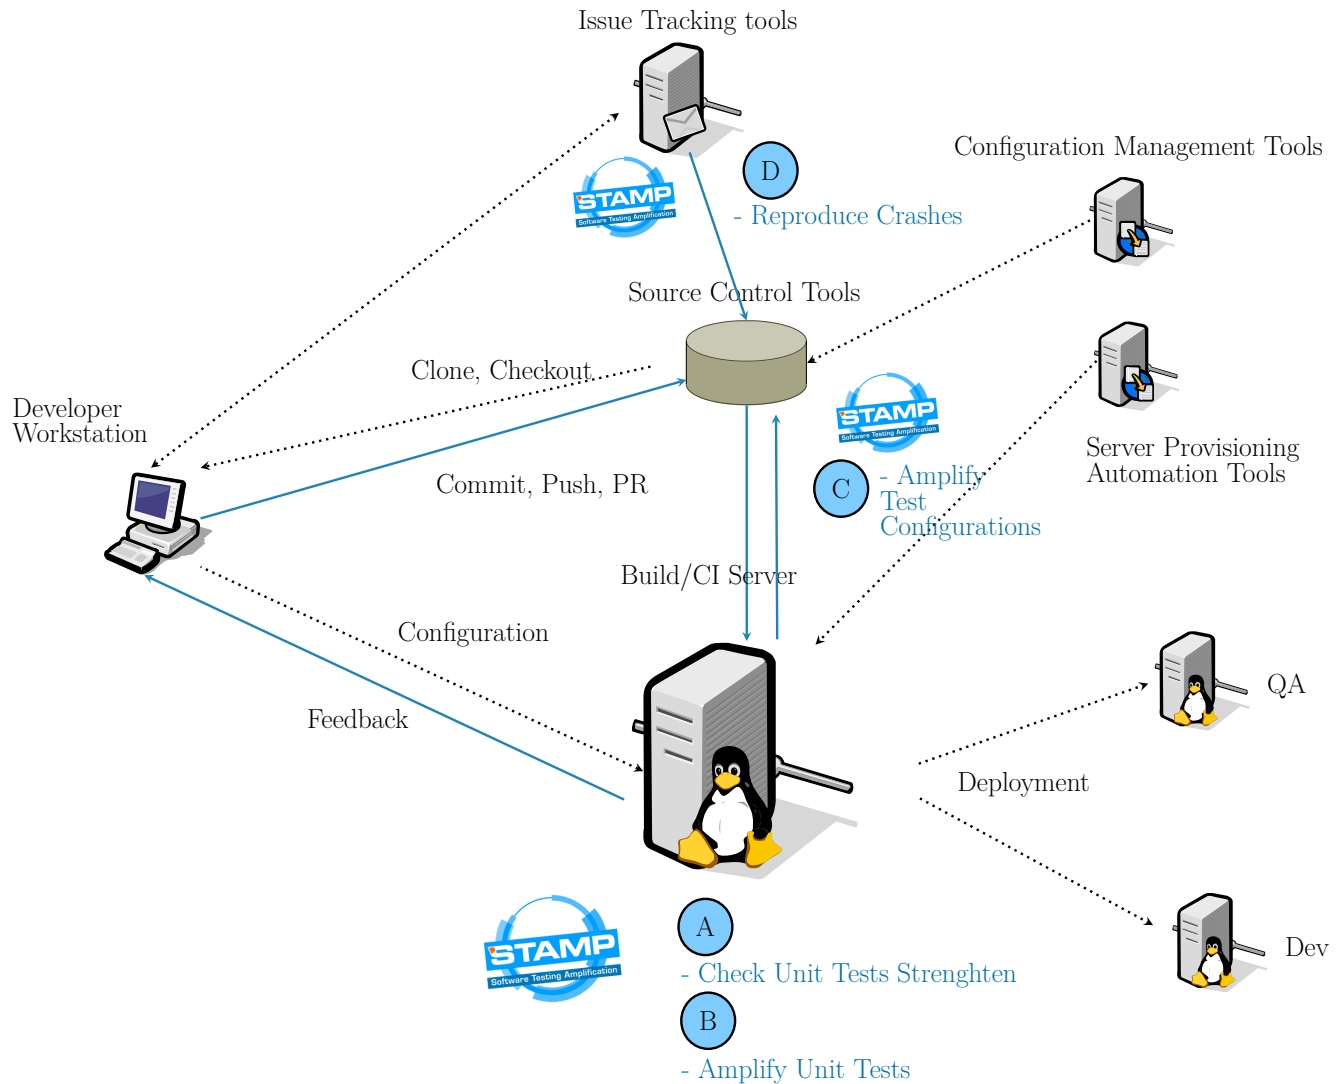 Issue Tracking tools
D
- Reproduce Crashes
STAMP
Software Testing Amplification
Configuration Management Tools
Source Control Tools
Clone, Checkout
Developer
Workstation
Commit, Push, PR
STAMP
Software Testing Amplification
C
- Amplify
Test
Configurations
Server Provisioning
Automation Tools
Build/CI Server
Configuration
Feedback
QA
Deployment
Dev
STAMP
Software Testing Amplification
A
- Check Unit Tests Strenghten
B
- Amplify Unit Tests